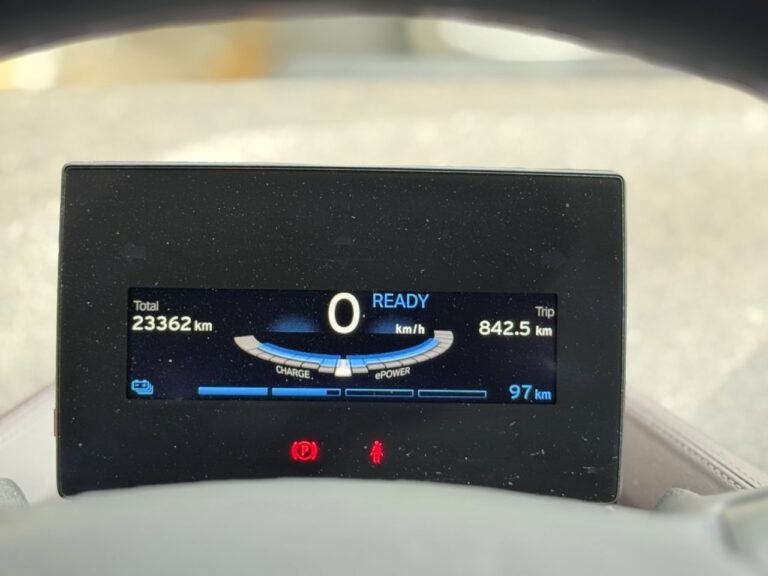 Total
23362 km
0 READY
km/h
Trip
842.5 km
CHARGE ePOWER
97 km
P